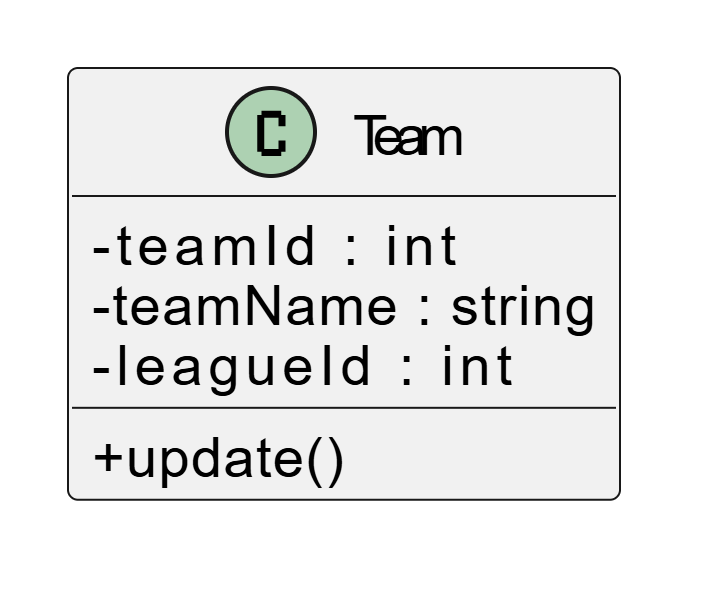 C Team
-teamId : int
-teamName : string
-leagueId : int
+update()